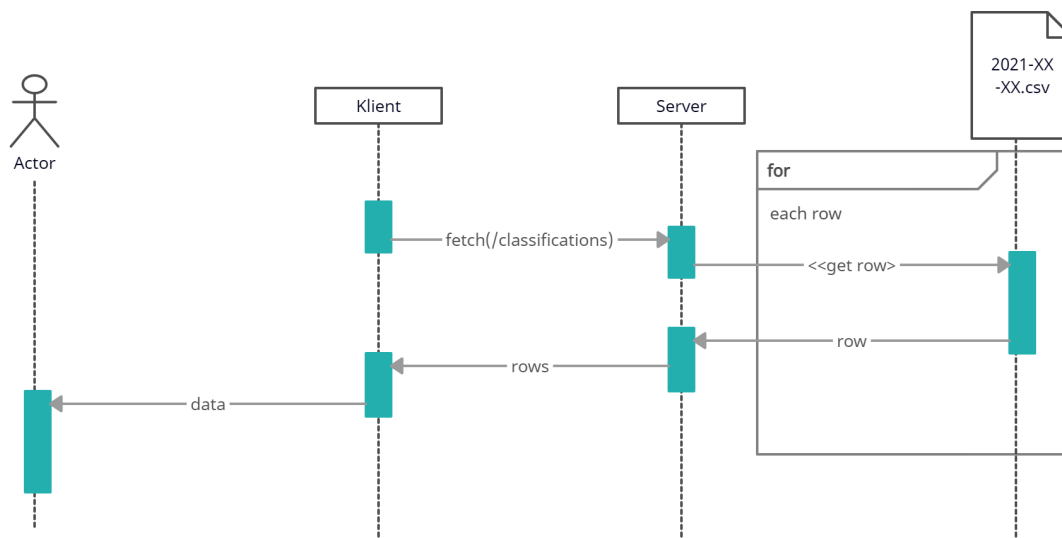 2021-XX
-XX.csv
Klient
Server
Actor
for
each row
fetch(/classifications)
<<get row>
row
rows
data